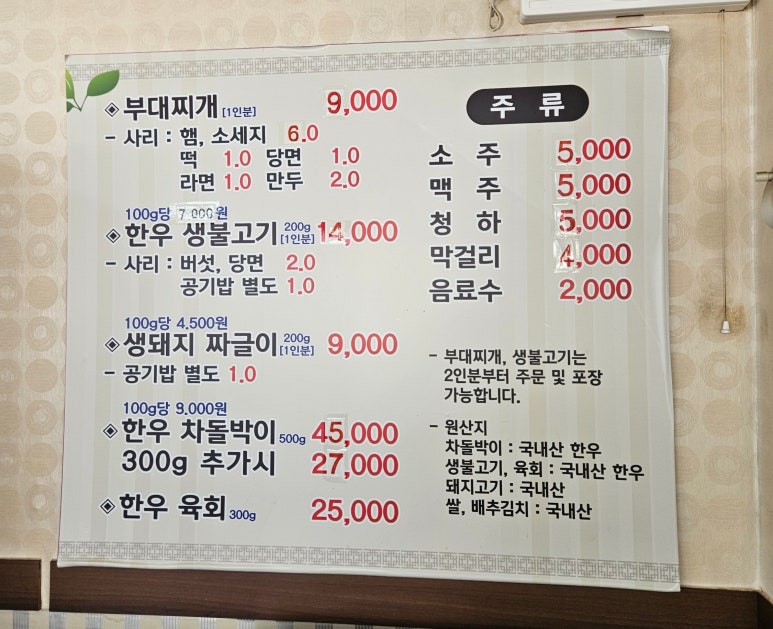 ◈ 부대찌개 [1인분] 9,000
- 사리 : 햄, 소세지 6.0
떡 1.0 당면 1.0
라면 1.0 만두 2.0
100g당 7,000원
◈ 한우 생불고기 200g [1인분] 14,000
- 사리 : 버섯, 당면 2.0
공기밥 별도 1.0
100g당 4,500원
◈ 생돼지 짜글이 200g [1인분] 9,000
- 공기밥 별도 1.0
100g당 9,000원
◈ 한우 차돌박이 500g 45,000
300g 추가시 27,000
◈ 한우 육회 300g 25,000
주 류
소 주 5,000
맥 주 5,000
청 하 5,000
막걸리 4,000
음료수 2,000
- 부대찌개, 생불고기는
2인분부터 주문 및 포장
가능합니다.
- 원산지
차돌박이 : 국내산 한우
생불고기, 육회 : 국내산 한우
돼지고기 : 국내산
쌀, 배추김치 : 국내산